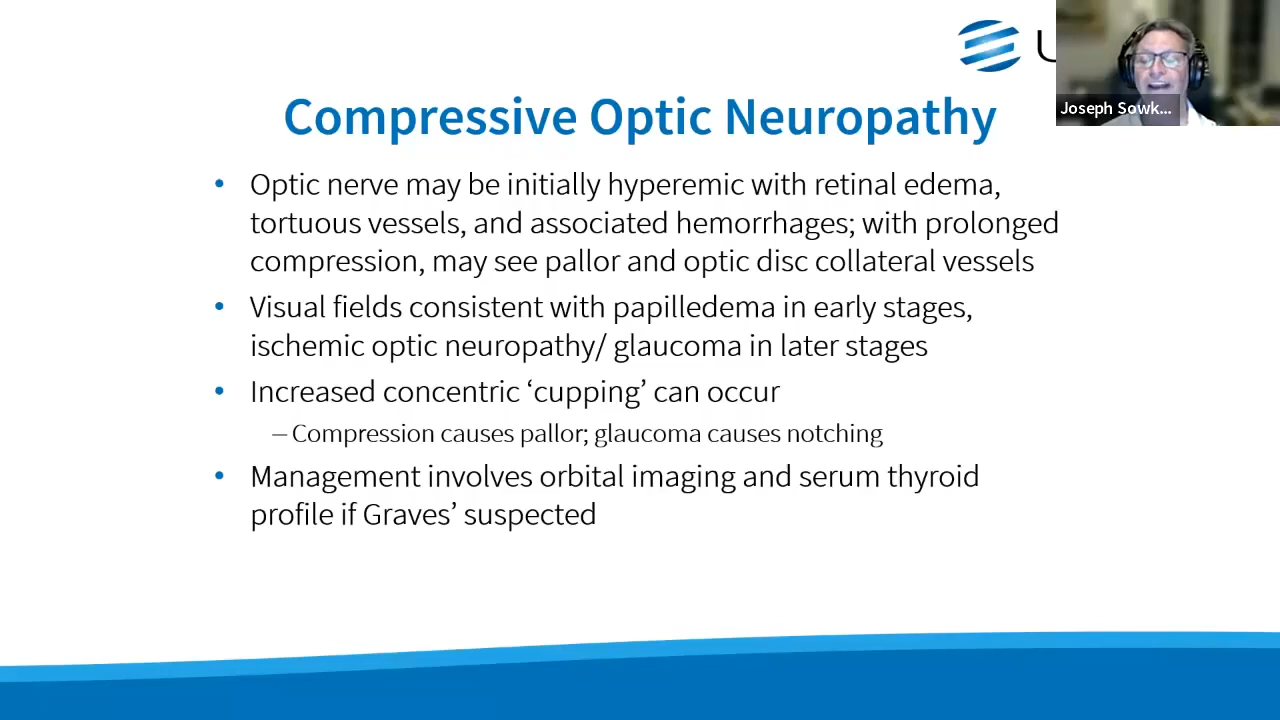 Compressive Optic Neuropathy
Joseph Sowk...
• Optic nerve may be initially hyperemic with retinal edema,
tortuous vessels, and associated hemorrhages; with prolonged
compression, may see pallor and optic disc collateral vessels
• Visual fields consistent with papilledema in early stages,
ischemic optic neuropathy/ glaucoma in later stages
• Increased concentric ‘cupping’ can occur
– Compression causes pallor; glaucoma causes notching
• Management involves orbital imaging and serum thyroid
profile if Graves’ suspected